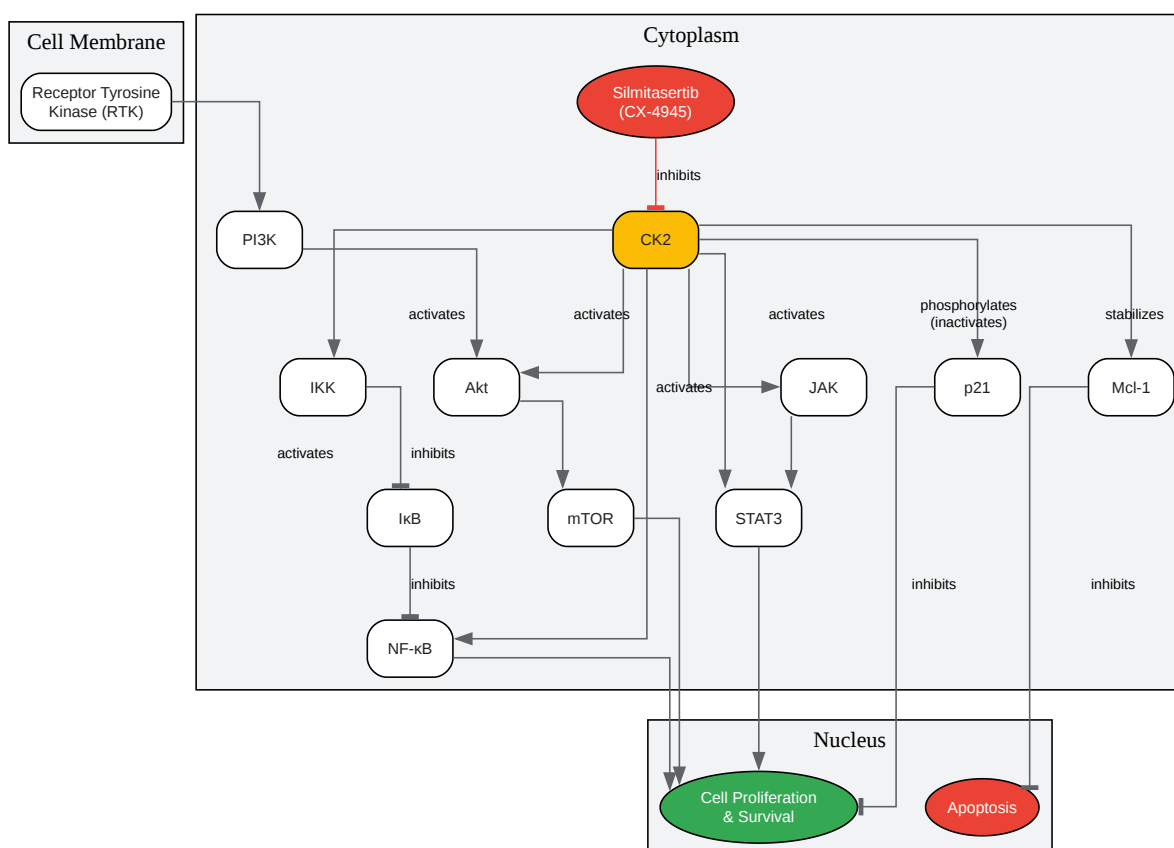 Cell Membrane
Cytoplasm
Receptor Tyrosine
Kinase (RTK)
Silmitasertib
(CX-4945)
inhibits
PI3K
CK2
activates
activates
activates
phosphorylates
(inactivates)
stabilizes
IKK
Akt
activates
JAK
p21
Mcl-1
activates
inhibits
IκB
mTOR
STAT3
inhibits
inhibits
inhibits
NF-κB
Nucleus
Cell Proliferation
& Survival
Apoptosis